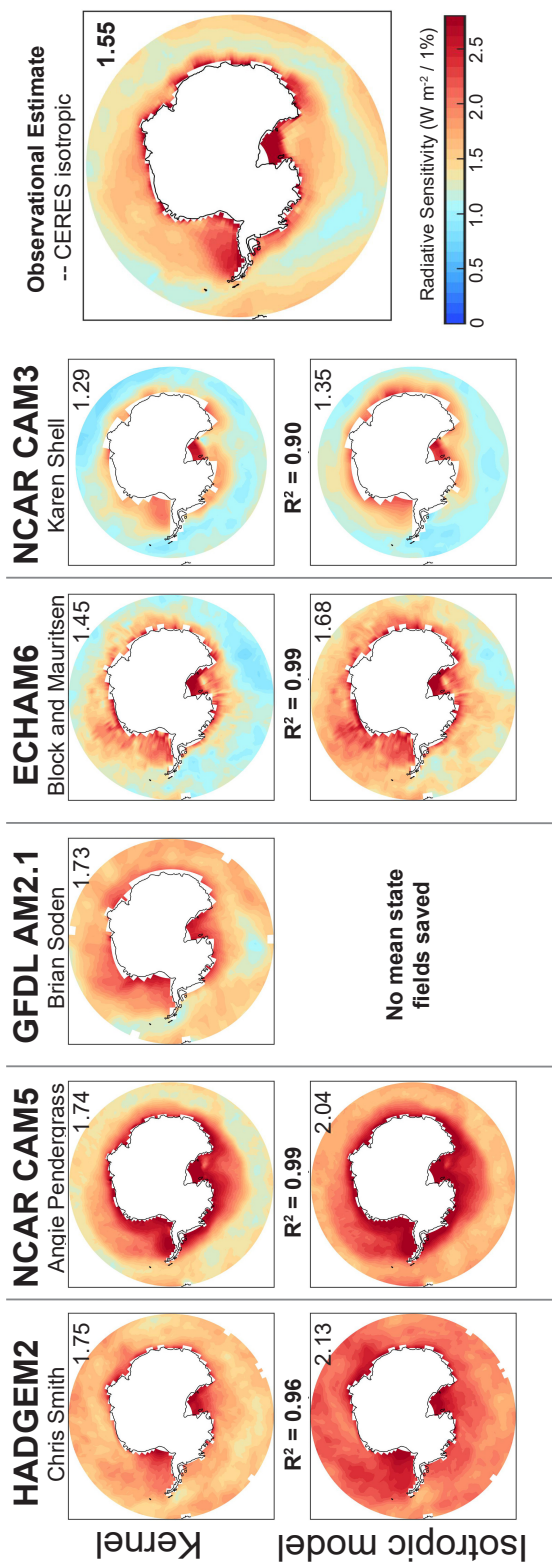 HADGEM2
Chris Smith
NCAR CAM5
Angie Pendergrass
GFDL AM2.1
Brian Soden
ECHAM6
Block and Mauritsen
NCAR CAM3
Karen Shell
Observational Estimate
-- CERES isotropic
Kernel
1.75
1.74
1.73
1.45
1.29
1.55
R² = 0.96
R² = 0.99
R² = 0.99
R² = 0.90
Isotropic model
2.13
2.04
No mean state
fields saved
1.68
1.35
0
0.5
1.0
1.5
2.0
2.5
Radiative Sensitivity (W m⁻² / 1%)